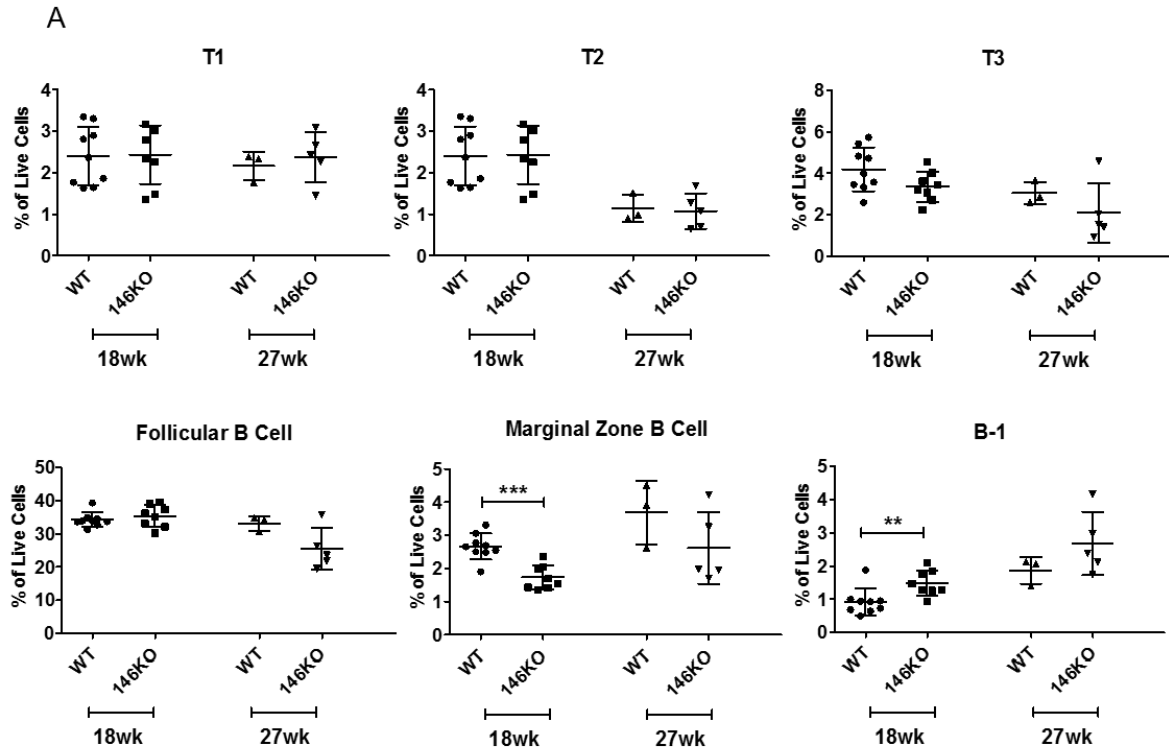 A
T1
% of Live Cells
4
3
2
1
0
WT
146KO
WT
146KO
18wk
27wk
T2
% of Live Cells
4
3
2
1
0
WT
146KO
WT
146KO
18wk
27wk
T3
% of Live Cells
8
6
4
2
0
WT
146KO
WT
146KO
18wk
27wk
Follicular B Cell
% of Live Cells
50
40
30
20
10
0
WT
146KO
WT
146KO
18wk
27wk
Marginal Zone B Cell
% of Live Cells
5
4
3
2
1
0
***
WT
146KO
WT
146KO
18wk
27wk
B-1
% of Live Cells
5
4
3
2
1
0
**
WT
146KO
WT
146KO
18wk
27wk